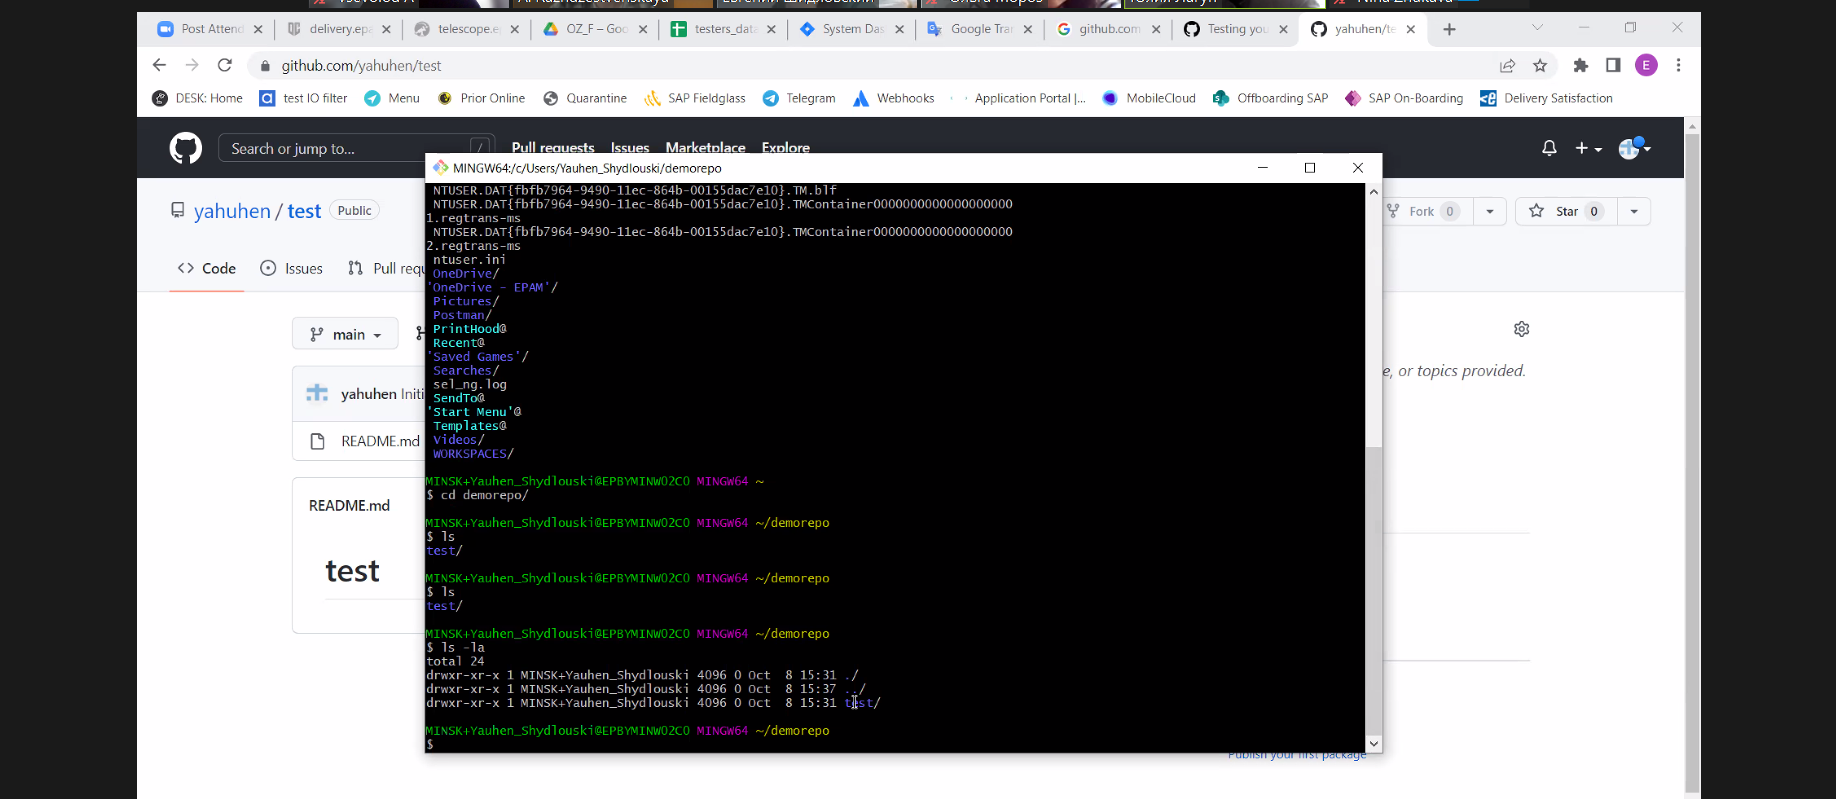 Post Attend
delivery.epa
telescope.e
OZ_F – Goo
testers_data
System Das
Google Tra
github.com
Testing you
yahuhen/te
github.com/yahuhen/test
E
DESK: Home
test IO filter
Menu
Prior Online
Quarantine
SAP Fieldglass
Telegram
Webhooks
Application Portal |...
MobileCloud
Offboarding SAP
SAP On-Boarding
Delivery Satisfaction
Search or jump to...
/
Pull requests
Issues
Marketplace
Explore
yahuhen / test
Public
Fork 0
Star 0
Code
Issues
Pull requ
main
yahuhen Initi
README.md
README.md
test
e, or topics provided.
Publish your first package
MINGW64:/c/Users/Yauhen_Shydlouski/demorepo
NTUSER.DAT{fbfb7964-9490-11ec-864b-00155dac7e10}.TM.blf
NTUSER.DAT{fbfb7964-9490-11ec-864b-00155dac7e10}.TMContainer0000000000000000000
1.regtrans-ms
NTUSER.DAT{fbfb7964-9490-11ec-864b-00155dac7e10}.TMContainer0000000000000000000
2.regtrans-ms
ntuser.ini
OneDrive/
'OneDrive - EPAM'/
Pictures/
Postman/
PrintHood@
Recent@
'Saved Games'/
Searches/
sel_ng.log
SendTo@
'Start Menu'@
Templates@
Videos/
WORKSPACES/
MINSK+Yauhen_Shydlouski@EPBYMINW02C0 MINGW64 ~
$ cd demorepo/
MINSK+Yauhen_Shydlouski@EPBYMINW02C0 MINGW64 ~/demorepo
$ ls
test/
MINSK+Yauhen_Shydlouski@EPBYMINW02C0 MINGW64 ~/demorepo
$ ls
test/
MINSK+Yauhen_Shydlouski@EPBYMINW02C0 MINGW64 ~/demorepo
$ ls -la
total 24
drwxr-xr-x 1 MINSK+Yauhen_Shydlouski 4096 0 Oct  8 15:31 ./
drwxr-xr-x 1 MINSK+Yauhen_Shydlouski 4096 0 Oct  8 15:37 ../
drwxr-xr-x 1 MINSK+Yauhen_Shydlouski 4096 0 Oct  8 15:31 test/
MINSK+Yauhen_Shydlouski@EPBYMINW02C0 MINGW64 ~/demorepo
$